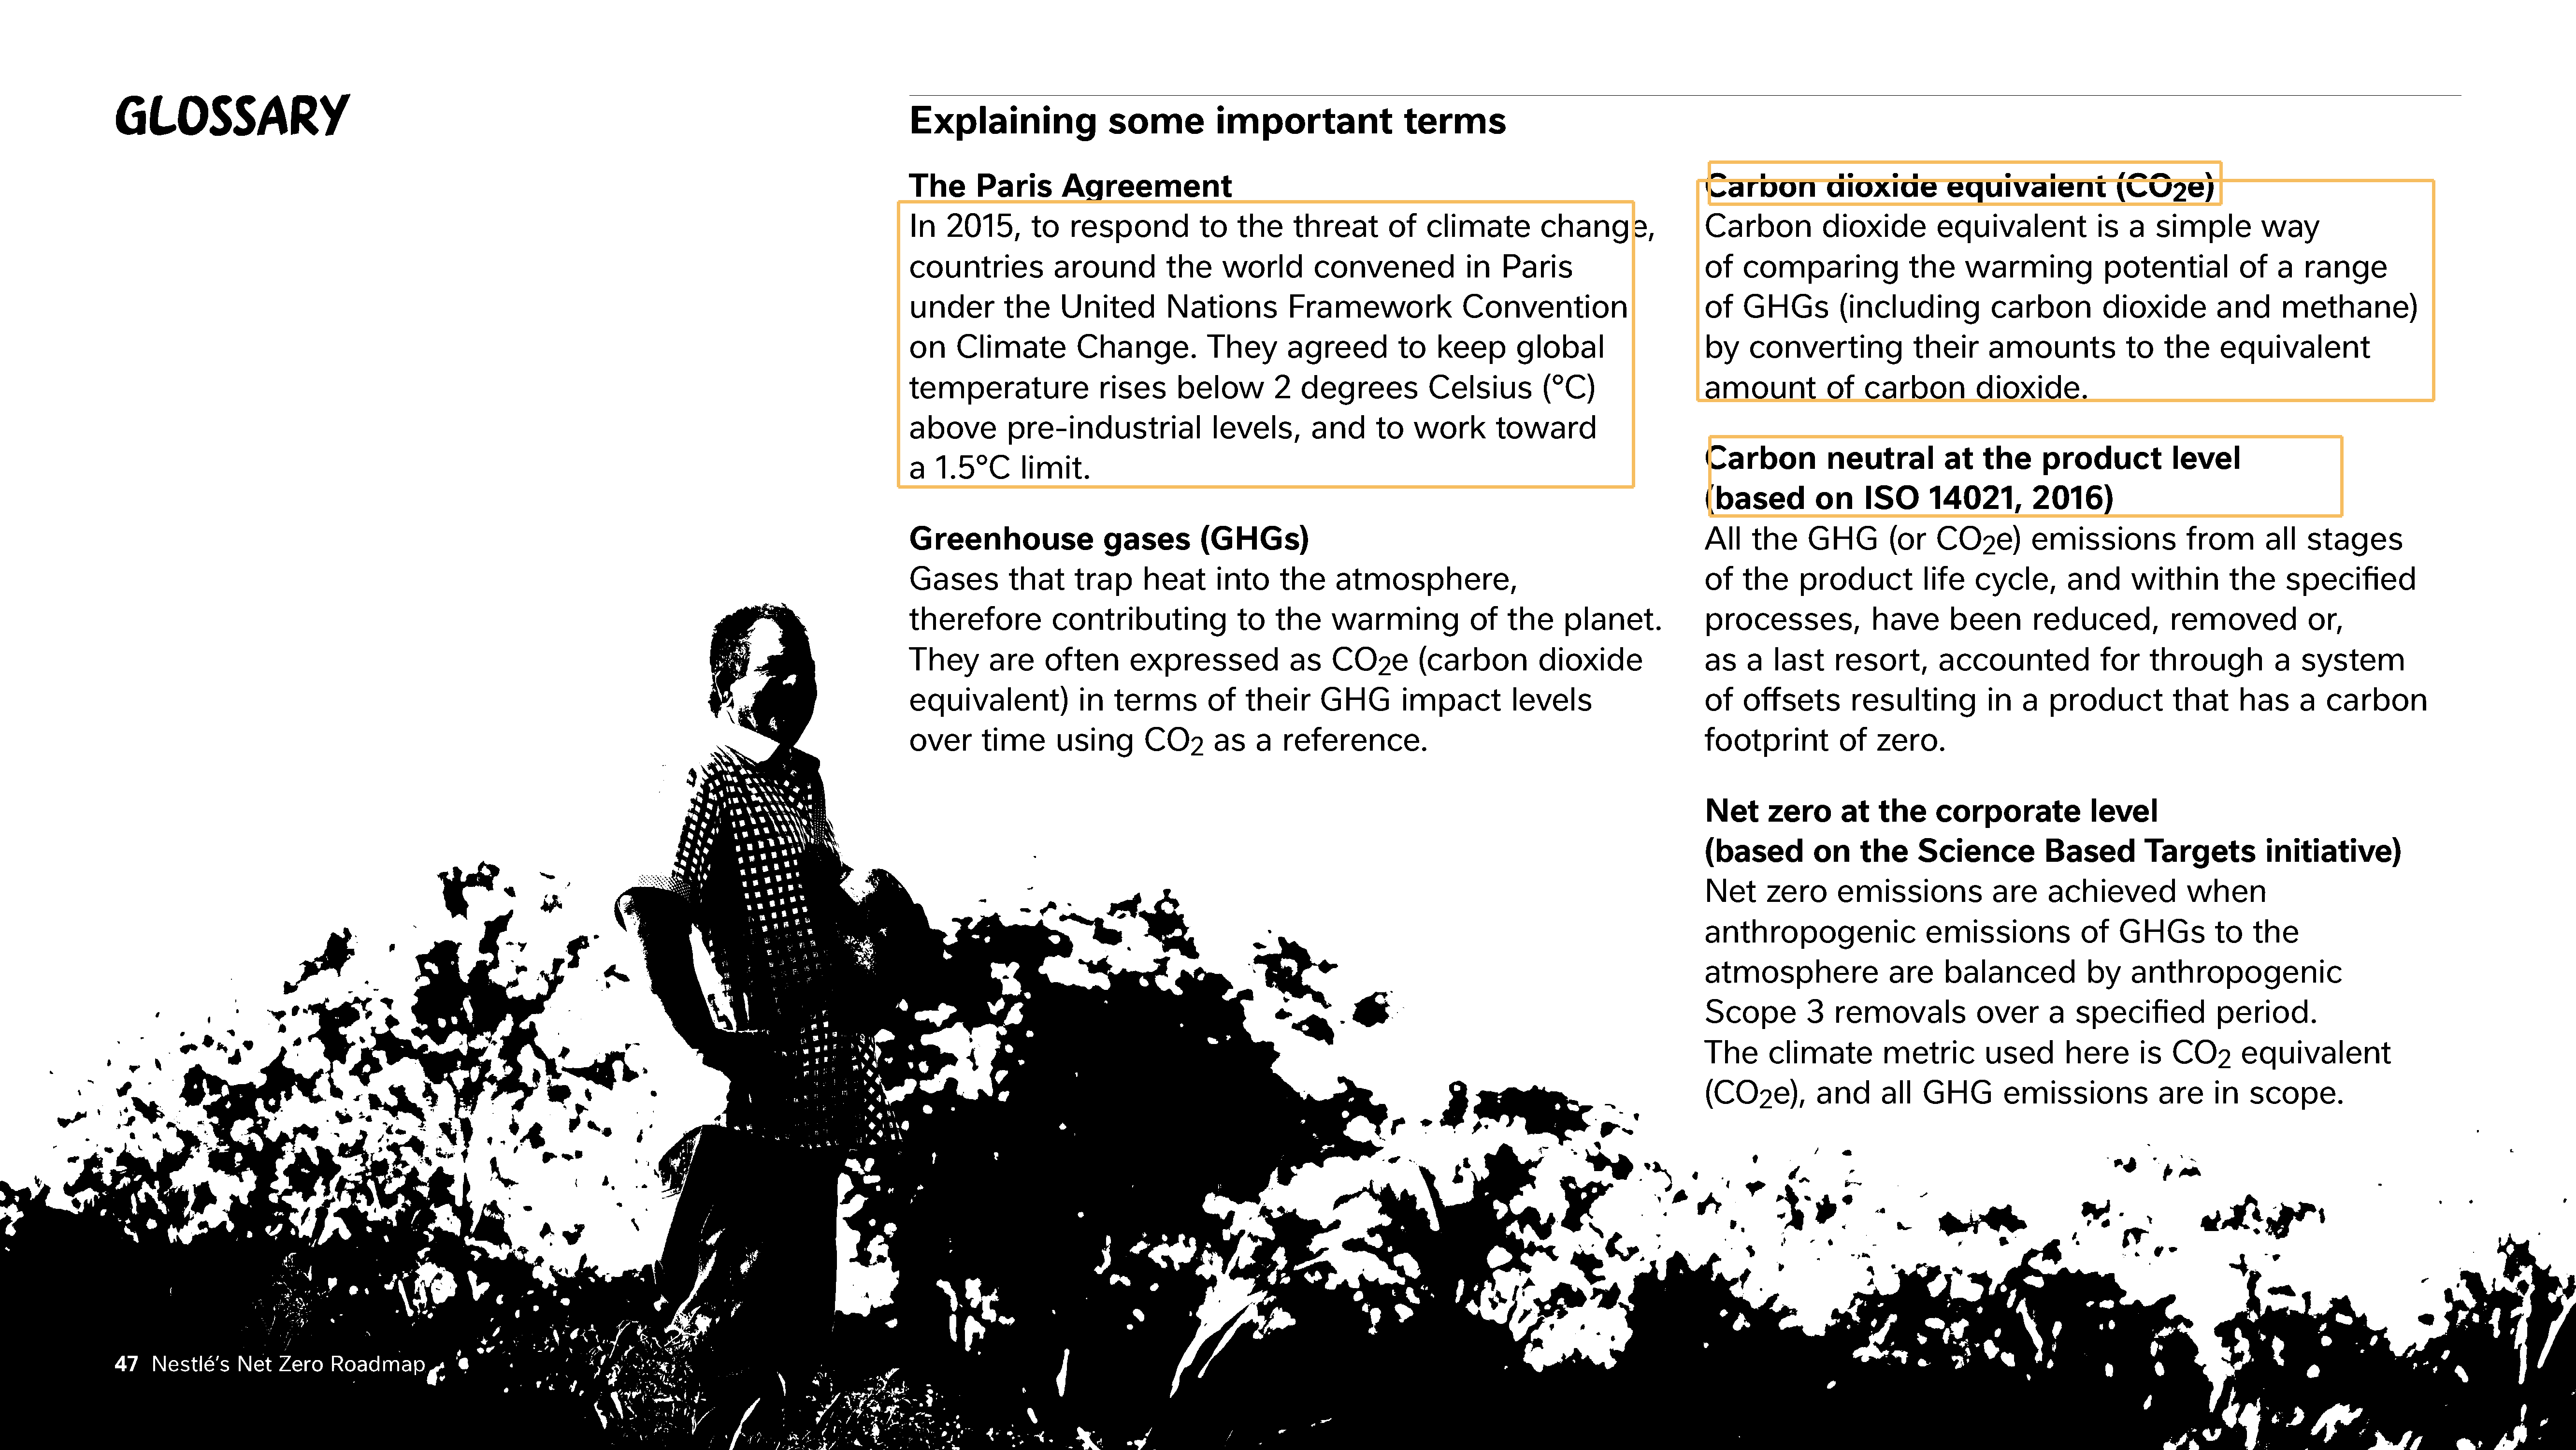 GLOSSARY
Explaining some important terms
The Paris Agreement
In 2015, to respond to the threat of climate change,
countries around the world convened in Paris
under the United Nations Framework Convention
on Climate Change. They agreed to keep global
temperature rises below 2 degrees Celsius (°C)
above pre-industrial levels, and to work toward
a 1.5°C limit.
Greenhouse gases (GHGs)
Gases that trap heat into the atmosphere,
therefore contributing to the warming of the planet.
They are often expressed as CO2e (carbon dioxide
equivalent) in terms of their GHG impact levels
over time using CO2 as a reference.
Carbon dioxide equivalent (CO2e)
Carbon dioxide equivalent is a simple way
of comparing the warming potential of a range
of GHGs (including carbon dioxide and methane)
by converting their amounts to the equivalent
amount of carbon dioxide.
Carbon neutral at the product level
(based on ISO 14021, 2016)
All the GHG (or CO2e) emissions from all stages
of the product life cycle, and within the specified
processes, have been reduced, removed or,
as a last resort, accounted for through a system
of offsets resulting in a product that has a carbon
footprint of zero.
Net zero at the corporate level
(based on the Science Based Targets initiative)
Net zero emissions are achieved when
anthropogenic emissions of GHGs to the
atmosphere are balanced by anthropogenic
Scope 3 removals over a specified period.
The climate metric used here is CO2 equivalent
(CO2e), and all GHG emissions are in scope.
47 Nestlé's Net Zero Roadmap